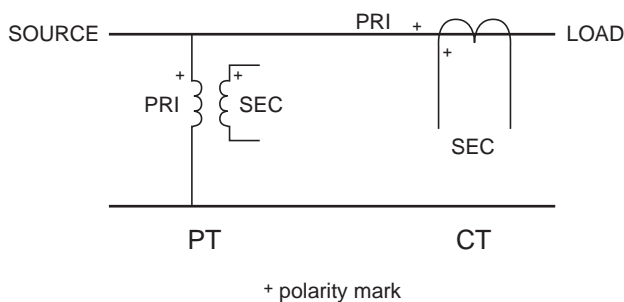 PRI +
SOURCE LOAD
+ + +
PRI SEC
SEC
PT CT
+ polarity mark